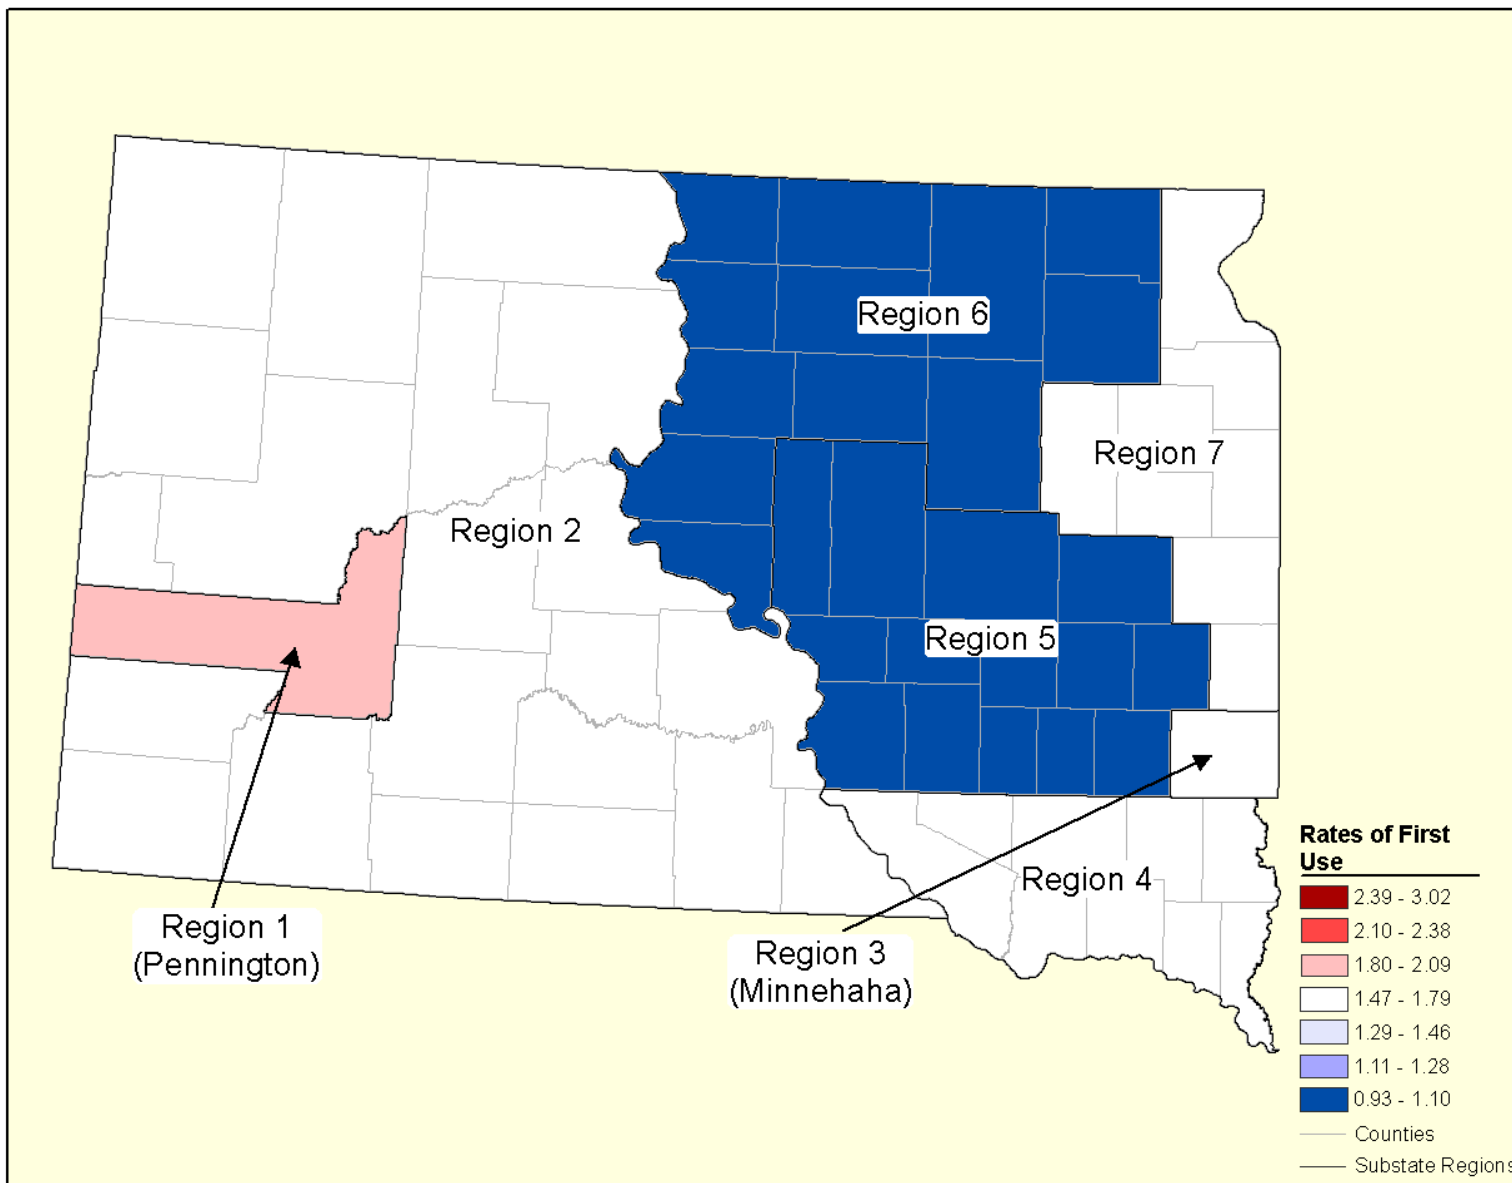 Region 6
Region 7
Region 2
Region 5
Region 4
Region 1
(Pennington)
Region 3
(Minnehaha)
Rates of First
Use
2.39 - 3.02
2.10 - 2.38
1.80 - 2.09
1.47 - 1.79
1.29 - 1.46
1.11 - 1.28
0.93 - 1.10
Counties
Substate Regions